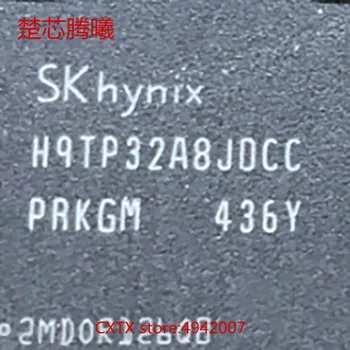 楚芯腾曦
SK hynix
H9TP32A8JDCC
PRKGM 436Y
CXTX store:4942007